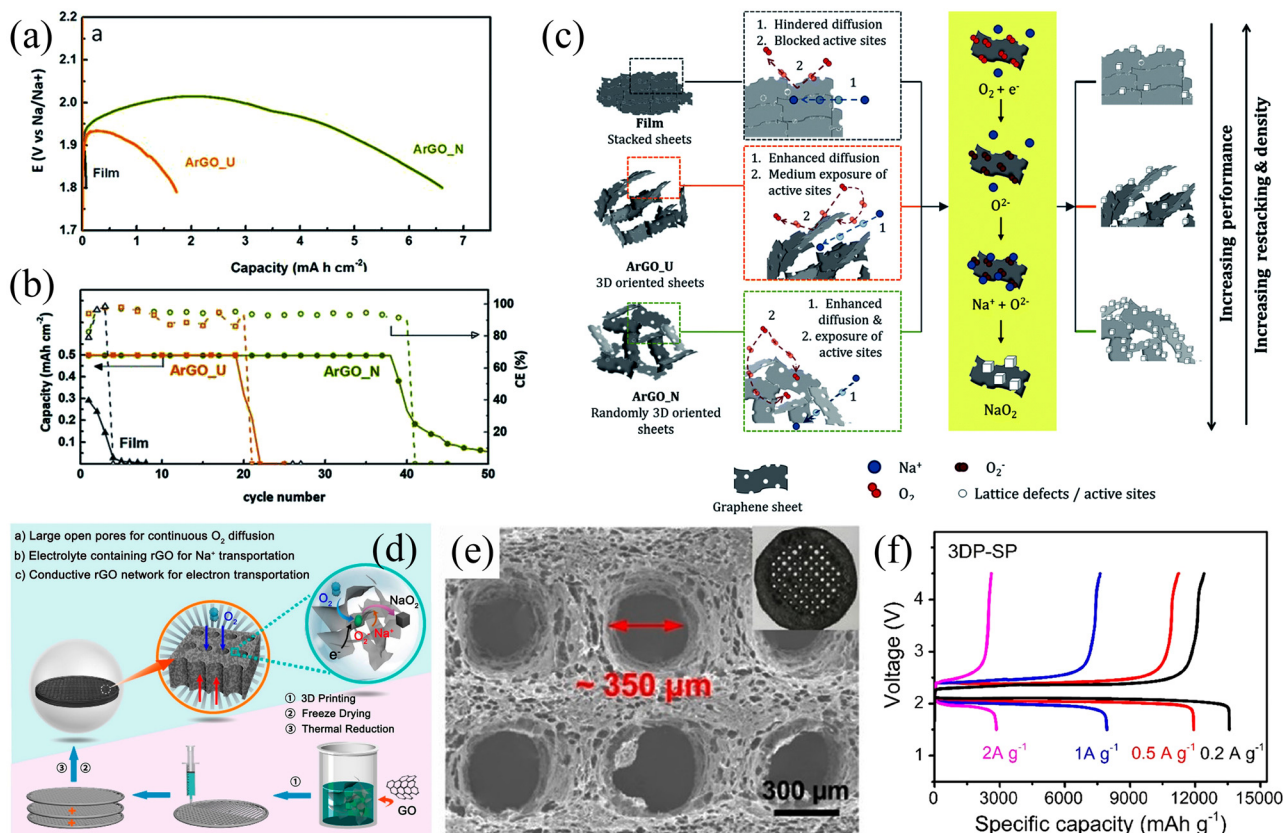 (a)
a
2.2
2.1
2.0
1.9
1.8
1.7
E (V vs Na/Na+)
ArGO_U
ArGO_N
Film
0 1 2 3 4 5 6 7
Capacity (mA h cm⁻²)
(b)
0.5
0.4
0.3
0.2
0.1
Capacity (mAh cm⁻²)
100
80
60
40
20
CE (%)
ArGO_U
ArGO_N
Film
0 10 20 30 40 50
cycle number
(c)
Film
Stacked sheets
1. Hindered diffusion
2. Blocked active sites
2
1
ArGO_U
3D oriented sheets
1. Enhanced diffusion
2. Medium exposure of
active sites
2
1
ArGO_N
Randomly 3D oriented
sheets
1. Enhanced
diffusion &
2. exposure of
active sites
2
1
O₂ + e⁻
O²⁻
Na⁺ + O²⁻
NaO₂
Increasing performance
Increasing restacking & density
Graphene sheet
Na⁺
O₂⁻
O₂
Lattice defects / active sites
(d)
a) Large open pores for continuous O₂ diffusion
b) Electrolyte containing rGO for Na⁺ transportation
c) Conductive rGO network for electron transportation
O₂
O₂
NaO₂
O₂⁻
Na⁺
e⁻
① 3D Printing
② Freeze Drying
③ Thermal Reduction
③ ②
①
GO
(e)
~ 350 μm
300 μm
(f)
3DP-SP
4
3
2
1
Voltage (V)
2A g⁻¹
1A g⁻¹
0.5 A g⁻¹
0.2 A g⁻¹
0 3000 6000 9000 12000 15000
Specific capacity (mAh g⁻¹)